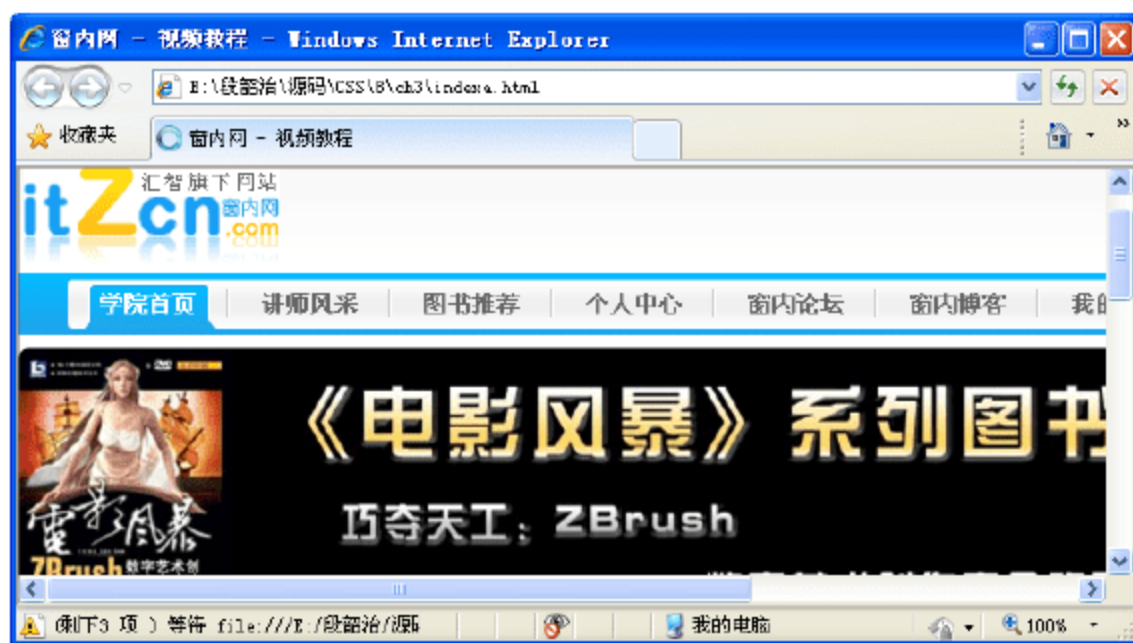 窗内网 - 视频教程 - Windows Internet Explorer
E:\段韶治\源码\CSS\8\ch3\indexa.html
收藏夹
窗内网 - 视频教程
汇智旗下网站
itZcn 窗内网
.com
学院首页 讲师风采 图书推荐 个人中心 窗内论坛 窗内博客 我的
《电影风暴》系列图书
巧夺天工：ZBrush
電影風暴
ZBrush 数字艺术创
(剩下3 项 ) 等待 file:///E:/段韶治/源码
我的电脑
100%